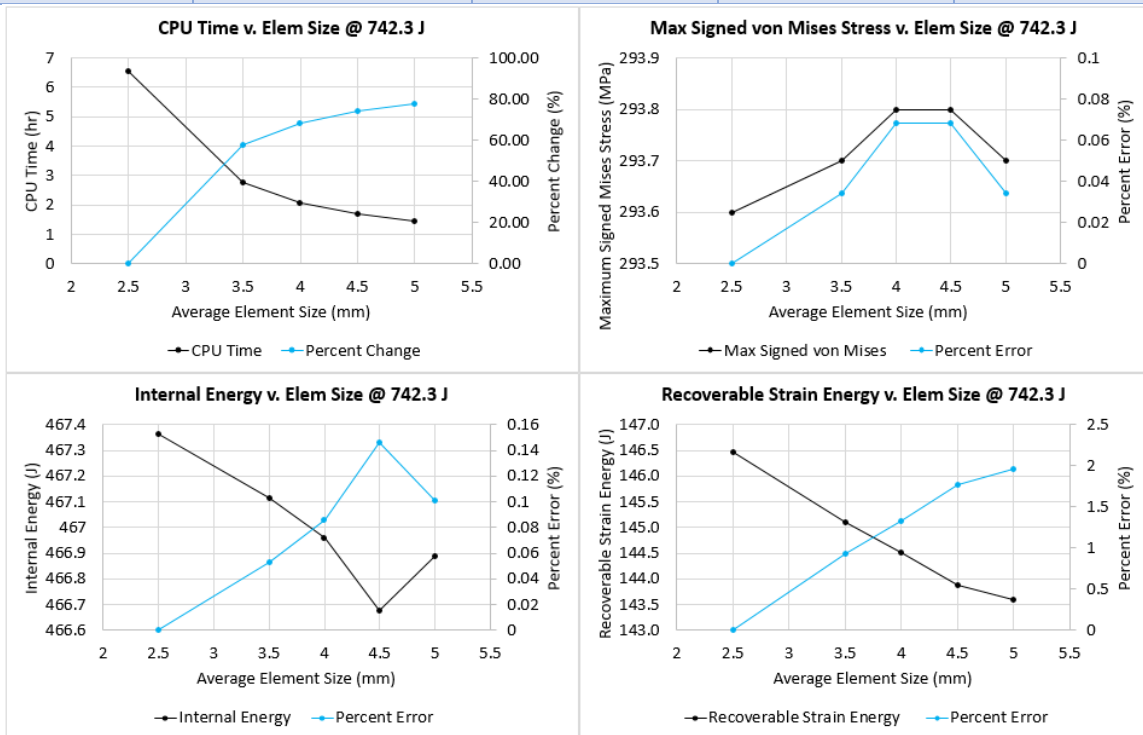 CPU Time v. Elem Size @ 742.3 J
7
6
5
4
3
2
1
0
CPU Time (hr)
100.00
80.00
60.00
40.00
20.00
0.00
Percent Change (%)
2 2.5 3 3.5 4 4.5 5 5.5
Average Element Size (mm)
CPU Time Percent Change
Max Signed von Mises Stress v. Elem Size @ 742.3 J
293.9
293.8
293.7
293.6
293.5
Maximum Signed Mises Stress (MPa)
0.1
0.08
0.06
0.04
0.02
0
Percent Error (%)
2 2.5 3 3.5 4 4.5 5 5.5
Average Element Size (mm)
Max Signed von Mises Percent Error
Internal Energy v. Elem Size @ 742.3 J
467.4
467.3
467.2
467.1
467
466.9
466.8
466.7
466.6
Internal Energy (J)
0.16
0.14
0.12
0.1
0.08
0.06
0.04
0.02
0
Percent Error (%)
2 2.5 3 3.5 4 4.5 5 5.5
Average Element Size (mm)
Internal Energy Percent Error
Recoverable Strain Energy v. Elem Size @ 742.3 J
147.0
146.5
146.0
145.5
145.0
144.5
144.0
143.5
143.0
Recoverable Strain Energy (J)
2.5
2
1.5
1
0.5
0
Percent Error (%)
2 2.5 3 3.5 4 4.5 5 5.5
Average Element Size (mm)
Recoverable Strain Energy Percent Error